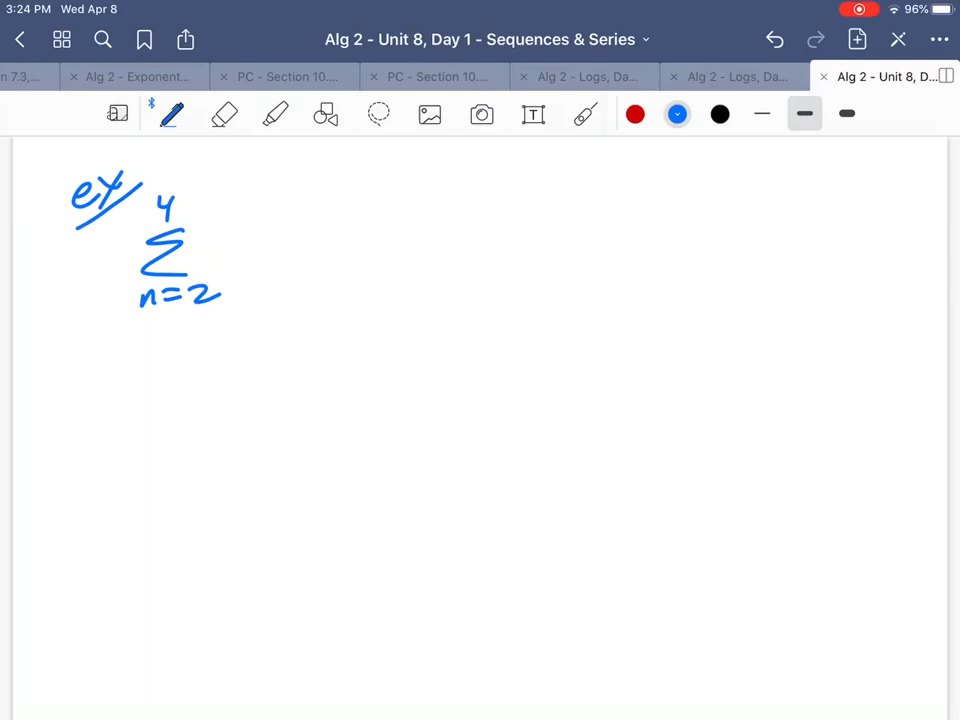 3:24 PM Wed Apr 8 96%
Alg 2 - Unit 8, Day 1 - Sequences & Series
n 7.3,... Alg 2 - Exponent... PC - Section 10.... PC - Section 10.... Alg 2 - Logs, Da... Alg 2 - Logs, Da... Alg 2 - Unit 8, D...
T
ex/ 4
Σ
n=2